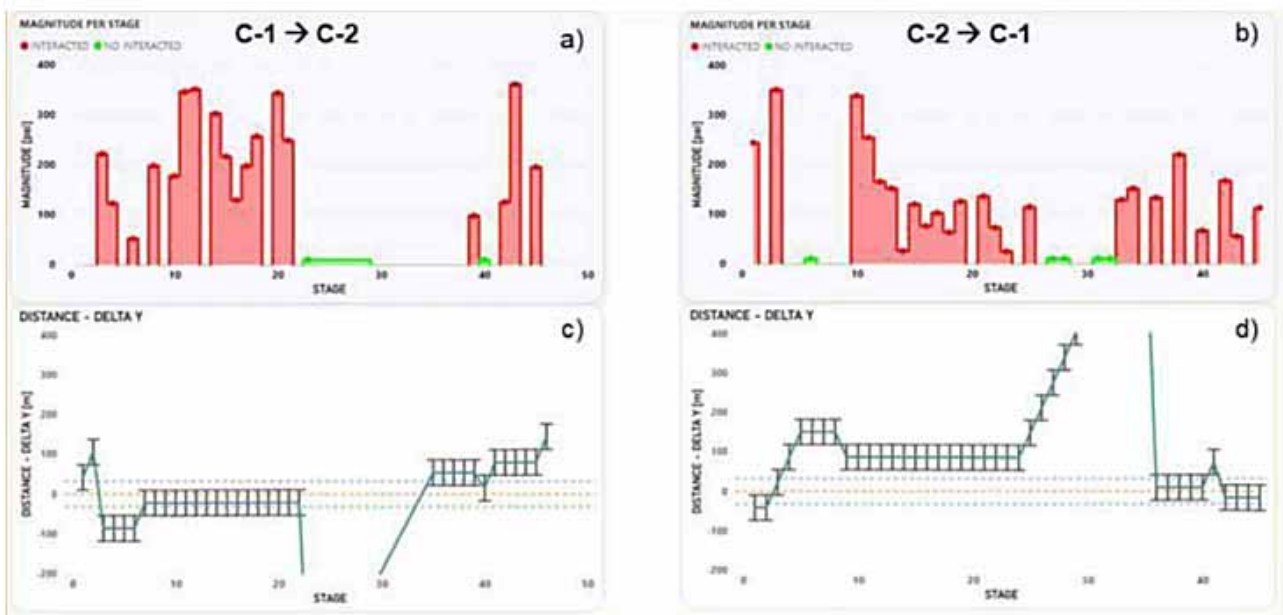 MAGNITUDE PER STAGE
INTERACTED NO INTERACTED
C-1 → C-2
a)
400
300
200
100
0
MAGNITUDE [psi]
0 10 20 30 40 50
STAGE
MAGNITUDE PER STAGE
INTERACTED NO INTERACTED
C-2 → C-1
b)
400
300
200
100
0
MAGNITUDE [psi]
0 10 20 30 40
STAGE
DISTANCE - DELTA Y
c)
400
300
200
100
0
-100
-200
DISTANCE - DELTA Y [m]
0 10 20 30 40 50
STAGE
DISTANCE - DELTA Y
d)
400
300
200
100
0
-100
-200
DISTANCE - DELTA Y [m]
0 10 20 30 40
STAGE